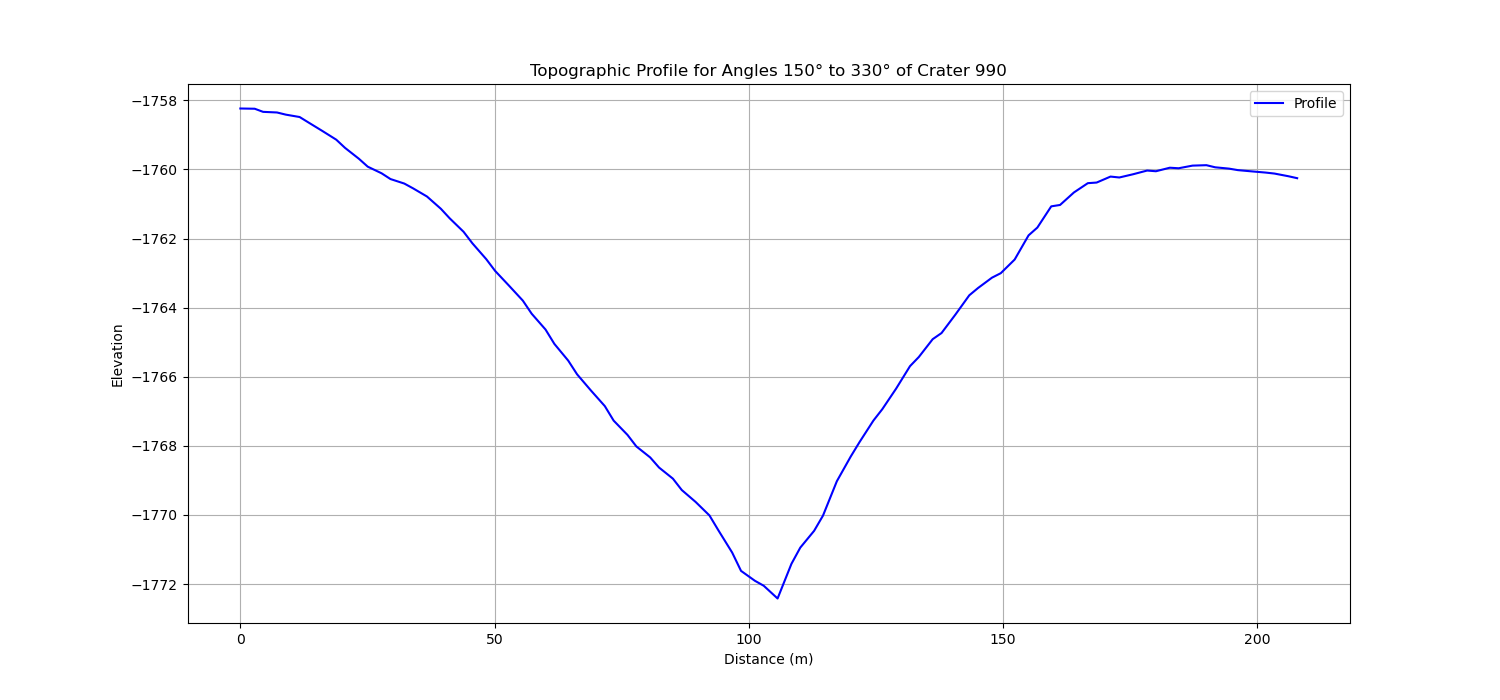 Topographic Profile for Angles 150° to 330° of Crater 990
Profile
−1758
−1760
−1762
−1764
−1766
−1768
−1770
−1772
Elevation
0 50 100 150 200
Distance (m)